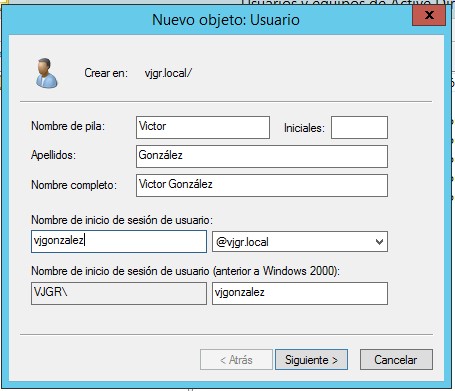 Usuarios y equipos de Active Dir
Nuevo objeto: Usuario
x
Crear en: vjgr.local/
Nombre de pila: Victor Iniciales:
Apellidos: González
Nombre completo: Victor González
Nombre de inicio de sesión de usuario:
vjgonzalez @vjgr.local
Nombre de inicio de sesión de usuario (anterior a Windows 2000):
VJGR\ vjgonzalez
< Atrás Siguiente > Cancelar